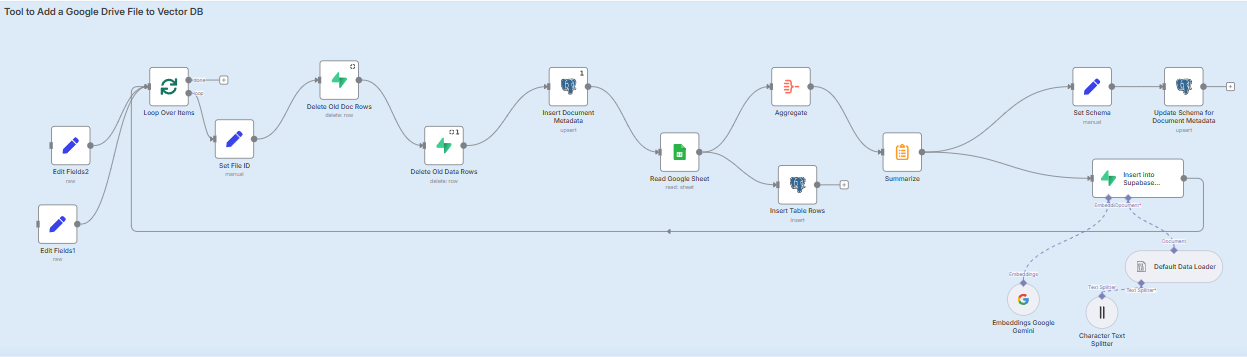 Tool to Add a Google Drive File to Vector DB
done
loop
Loop Over Items
Edit Fields2
raw
Edit Fields1
raw
Set File ID
manual
Delete Old Doc Rows
delete: row
1
Delete Old Data Rows
delete: row
1
Insert Document
Metadata
upsert
Read Google Sheet
read: sheet
Aggregate
Insert Table Rows
insert
Summarize
Set Schema
manual
Update Schema for
Document Metadata
upsert
Insert into
Supabase...
Document*
Embeddings
Document
Default Data Loader
Text Splitter
Text Splitter*
Embeddings Google
Gemini
Character Text
Splitter